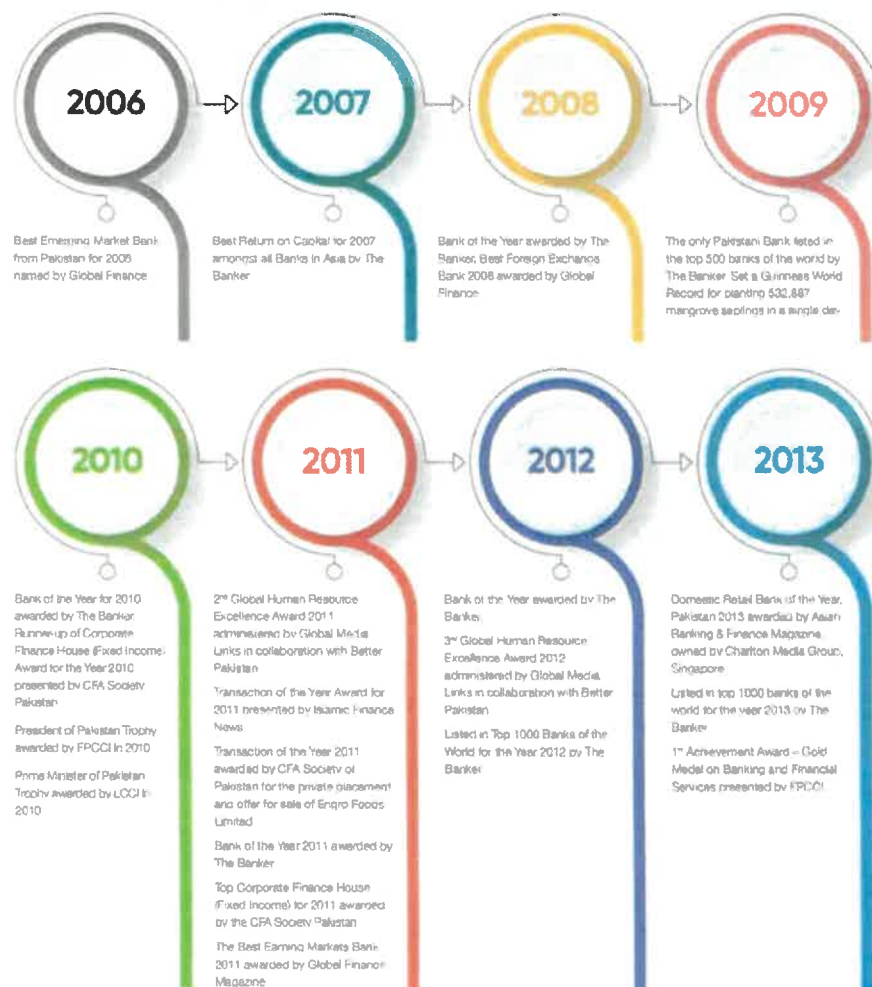 2006
2007
2008
2009
Best Emerging Market Bank
from Pakistan for 2006
named by Global Finance
Best Return on Capital for 2007
amongst all Banks in Asia by The
Banker
Bank of the Year awarded by The
Banker, Best Foreign Exchange
Bank 2008 awarded by Global
Finance
The only Pakistani Bank listed in
the top 500 banks of the world by
The Banker Set a Guinness World
Record for planting 532,887
mangrove saplings in a single day
2010
2011
2012
2013
Bank of the Year for 2010
awarded by The Banker
Runner-up of Corporate
Finance House (Fixed Income)
Award for the Year 2010
presented by CFA Society
Pakistan
President of Pakistan Trophy
awarded by FPCCI in 2010
Prime Minister of Pakistan
Trophy awarded by LCCI in
2010
2nd Global Human Resource
Excellence Award 2011
administered by Global Media
Links in collaboration with Better
Pakistan
Transaction of the Year Award for
2011 presented by Islamic Finance
News
Transaction of the Year 2011
awarded by CFA Society of
Pakistan for the private placement
and offer for sale of Engro Foods
Limited
Bank of the Year 2011 awarded by
The Banker
Top Corporate Finance House
(Fixed Income) for 2011 awarded
by the CFA Society Pakistan
The Best Earning Markets Bank
2011 awarded by Global Finance
Magazine
Bank of the Year awarded by The
Banker
3rd Global Human Resource
Excellence Award 2012
administered by Global Media
Links in collaboration with Better
Pakistan
Listed in Top 1000 Banks of the
World for the Year 2012 by The
Banker
Domestic Retail Bank of the Year,
Pakistan 2013 awarded by Asian
Banking & Finance Magazine,
owned by Charlton Media Group,
Singapore
Listed in top 1000 banks of the
world for the year 2013 by The
Banker
1st Achievement Award – Gold
Medal on Banking and Financial
Services presented by FPCCI